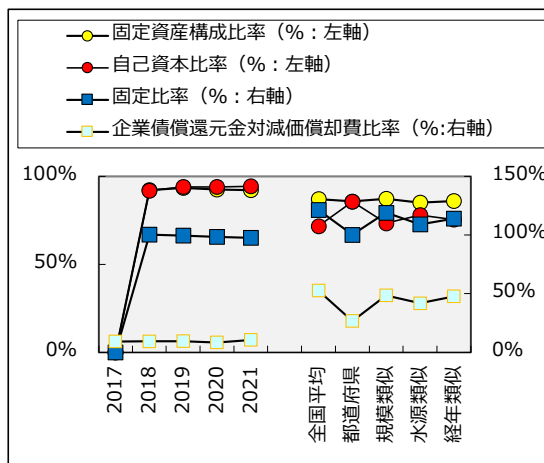 固定資産構成比率（%：左軸）
自己資本比率（%：左軸）
固定比率（%：右軸）
企業債償還元金対減価償却費比率（%:右軸）
100%
50%
0%
150%
100%
50%
0%
2017
2018
2019
2020
2021
全国平均
都道府県
規模類似
水源類似
経年類似